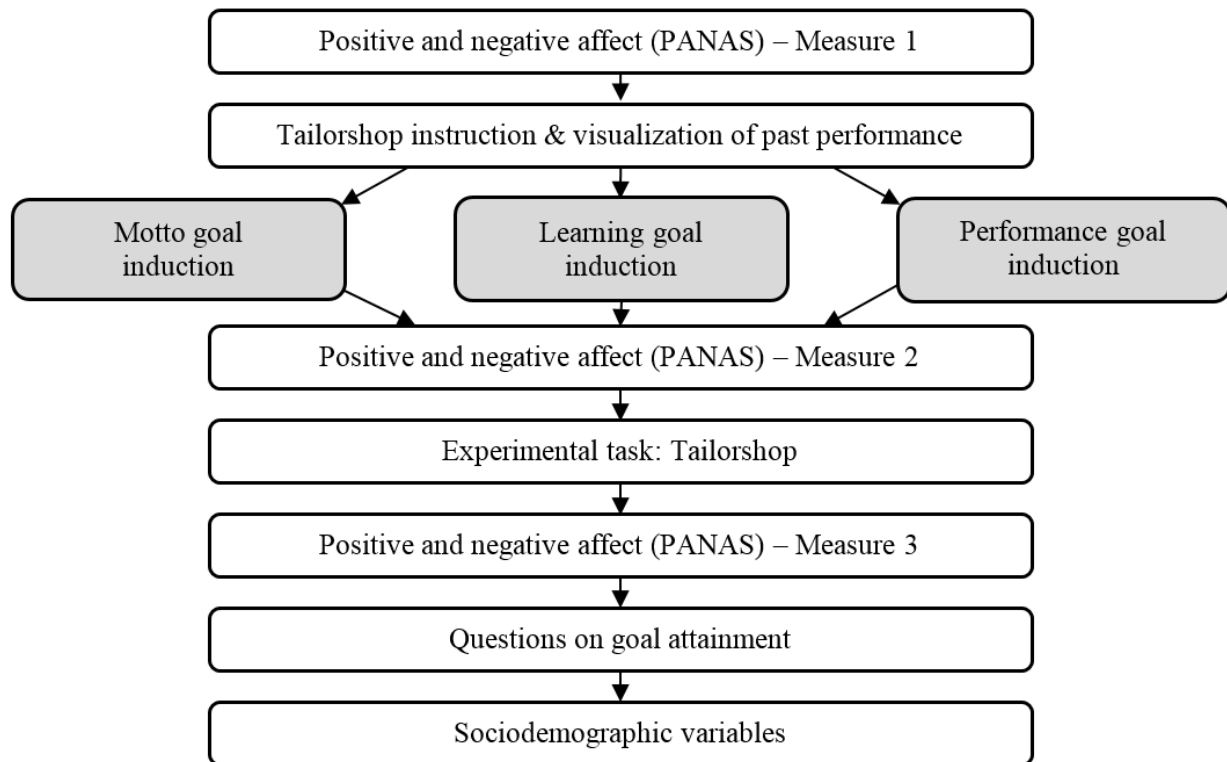 Positive and negative affect (PANAS) – Measure 1
Tailorshop instruction & visualization of past performance
Motto goal
induction
Learning goal
induction
Performance goal
induction
Positive and negative affect (PANAS) – Measure 2
Experimental task: Tailorshop
Positive and negative affect (PANAS) – Measure 3
Questions on goal attainment
Sociodemographic variables